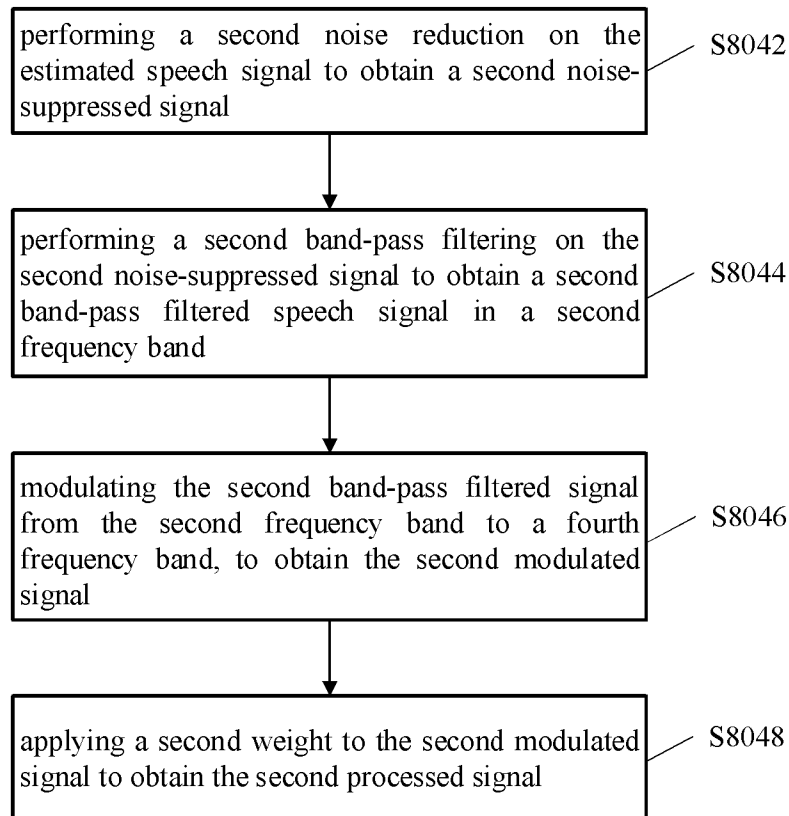 performing a second noise reduction on the
estimated speech signal to obtain a second noise-
suppressed signal
S8042
performing a second band-pass filtering on the
second noise-suppressed signal to obtain a second
band-pass filtered speech signal in a second
frequency band
S8044
modulating the second band-pass filtered signal
from the second frequency band to a fourth
frequency band, to obtain the second modulated
signal
S8046
applying a second weight to the second modulated
signal to obtain the second processed signal
S8048